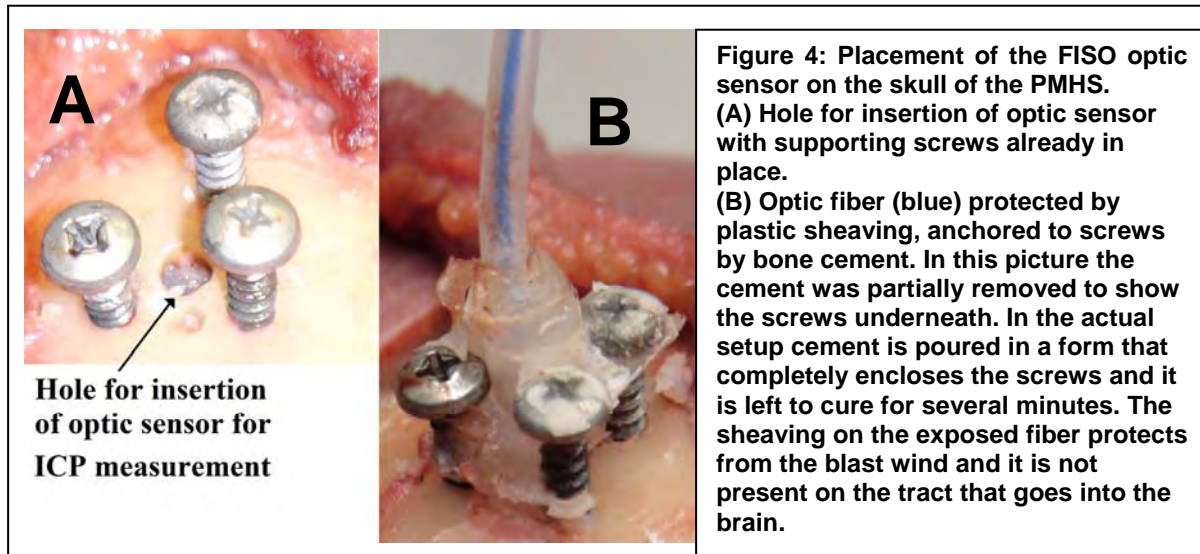 A
B
Hole for insertion
of optic sensor for
ICP measurement
Figure 4: Placement of the FISO optic
sensor on the skull of the PMHS.
(A) Hole for insertion of optic sensor
with supporting screws already in
place.
(B) Optic fiber (blue) protected by
plastic sheaving, anchored to screws
by bone cement. In this picture the
cement was partially removed to show
the screws underneath. In the actual
setup cement is poured in a form that
completely encloses the screws and it
is left to cure for several minutes. The
sheaving on the exposed fiber protects
from the blast wind and it is not
present on the tract that goes into the
brain.